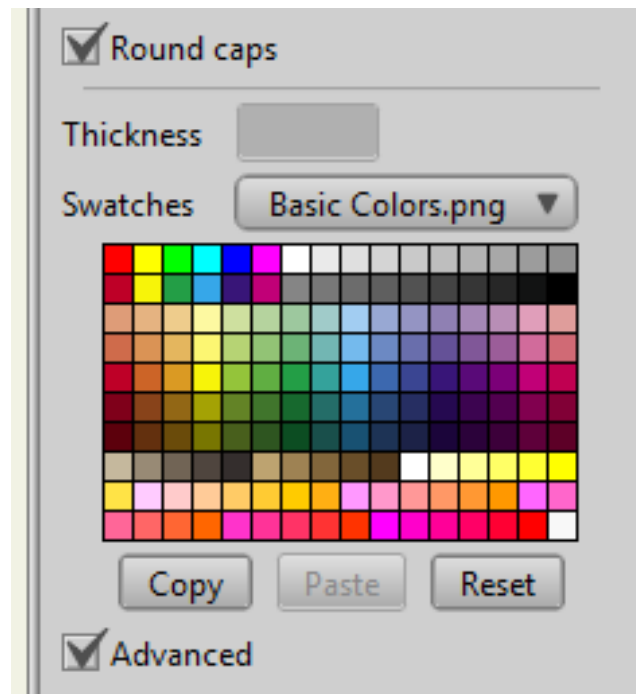 Round caps
Thickness
Swatches Basic Colors.png
Copy Paste Reset
Advanced